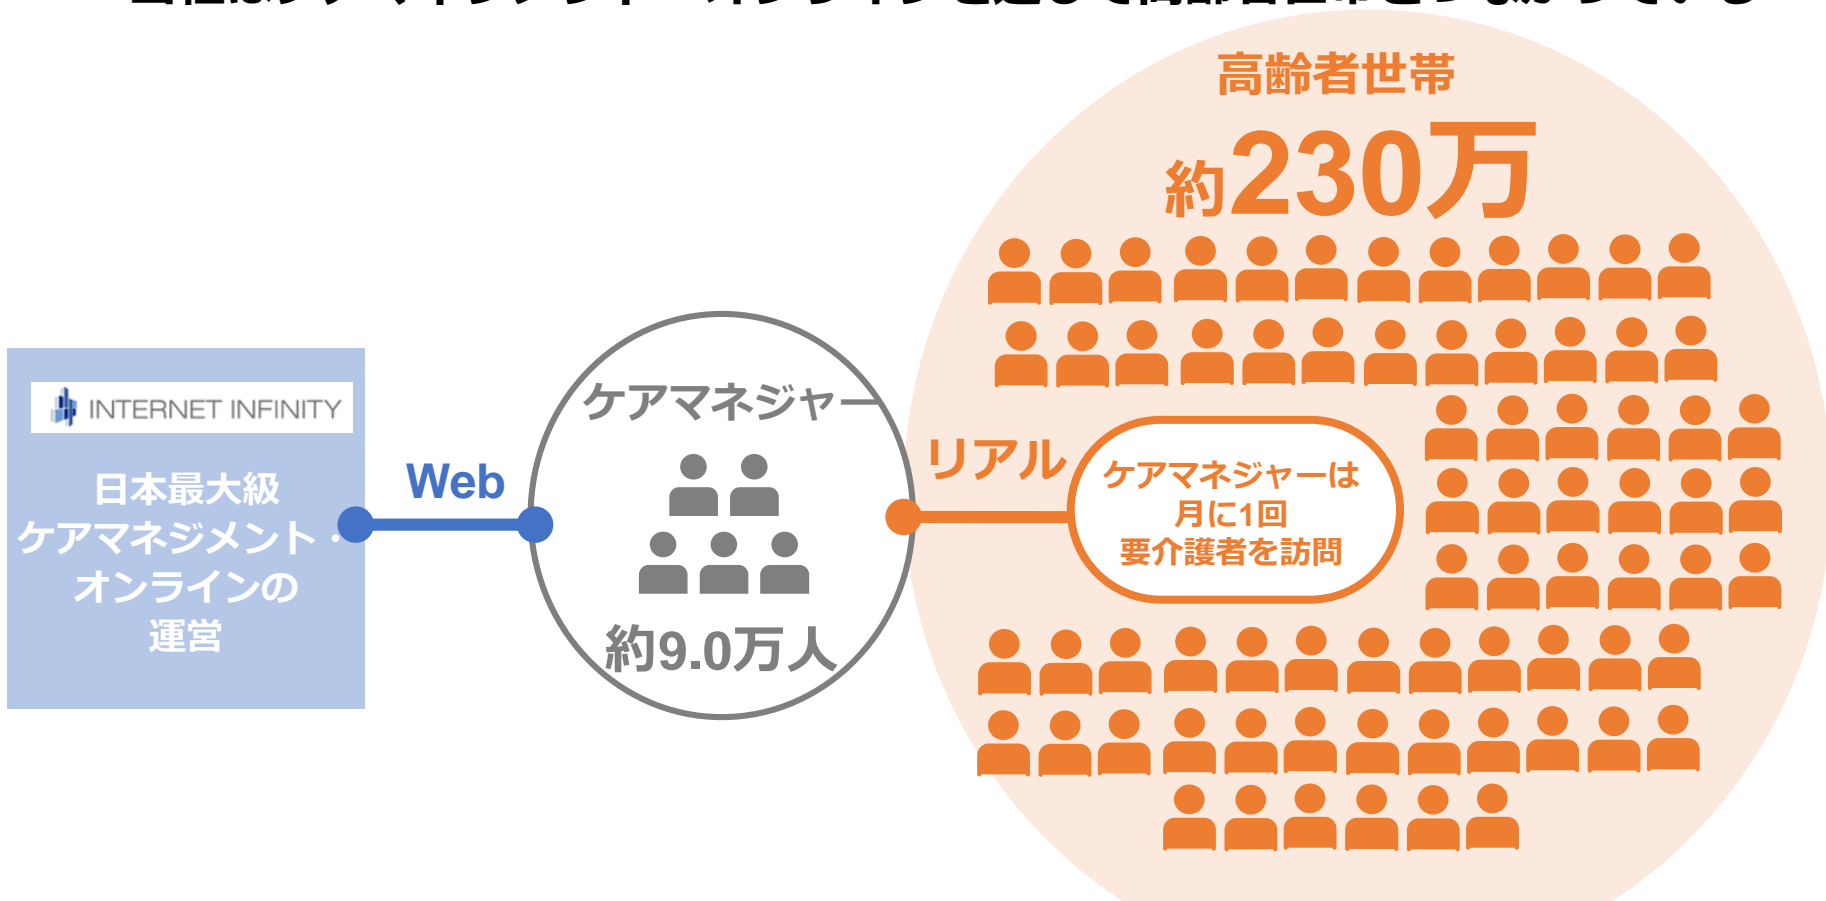 高齢者世帯
約230万
INTERNET INFINITY
日本最大級
ケアマネジメント・
オンラインの
運営
Web
ケアマネジャー
約9.0万人
リアル
ケアマネジャーは
月に1回
要介護者を訪問